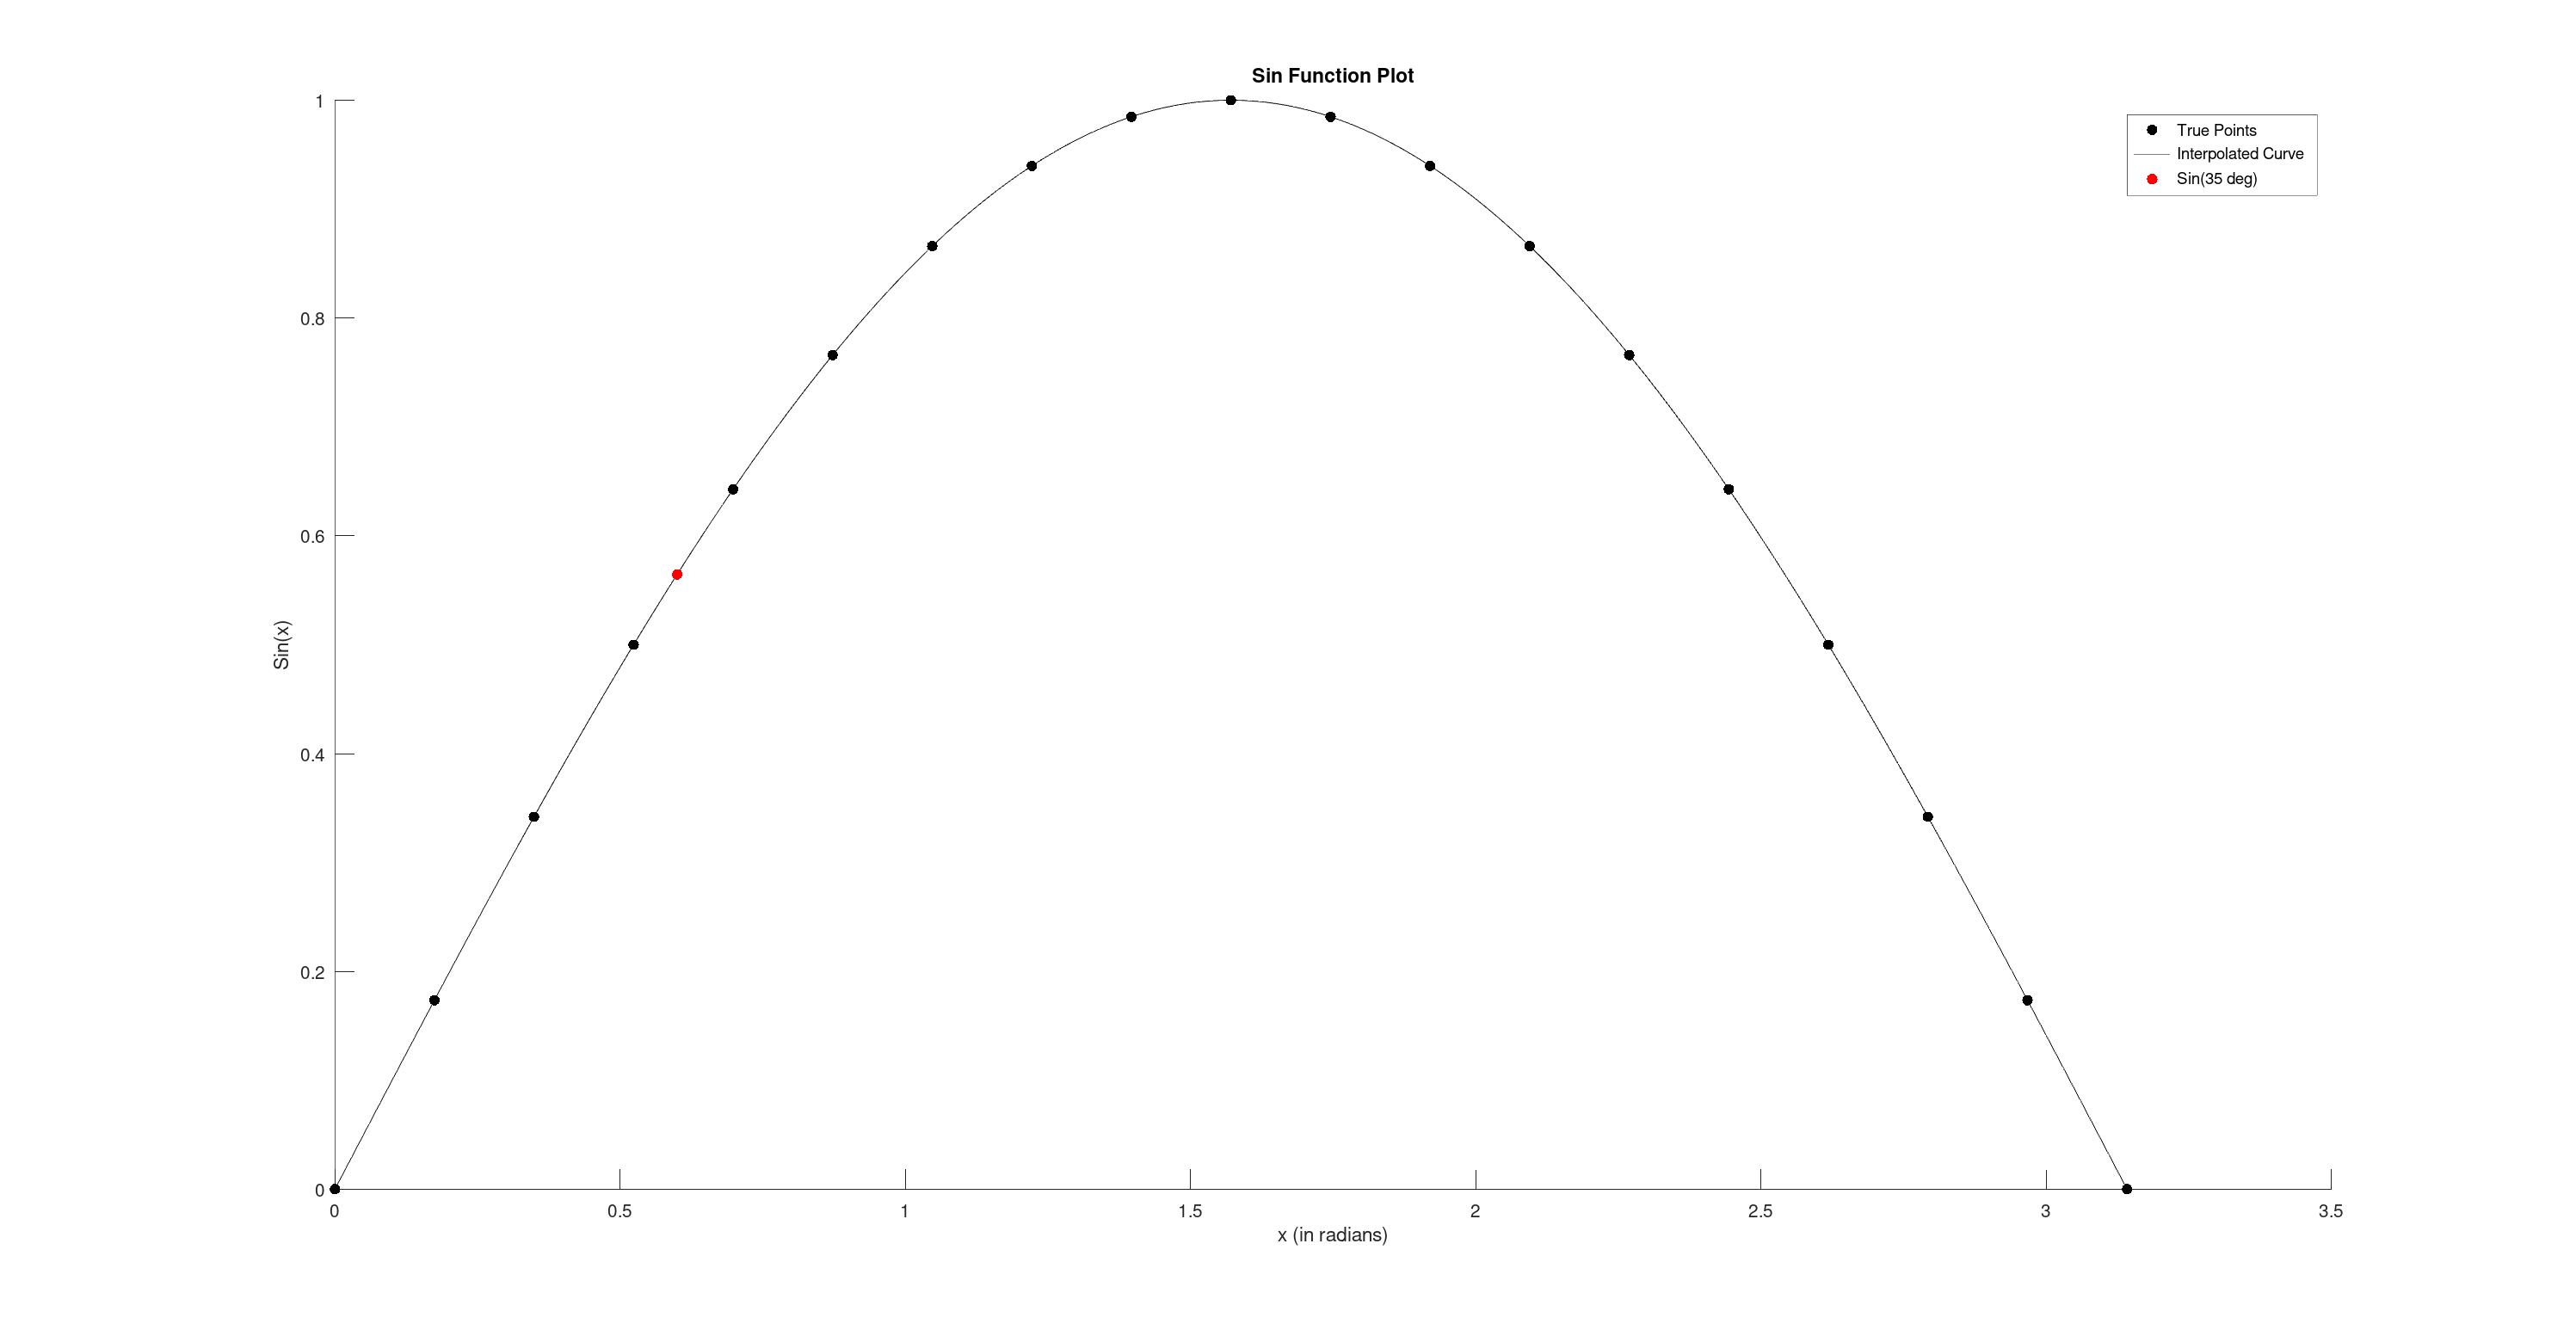 Sin Function Plot
True Points
Interpolated Curve
Sin(35 deg)
1
0.8
0.6
0.4
0.2
0
Sin(x)
0 0.5 1 1.5 2 2.5 3 3.5
x (in radians)